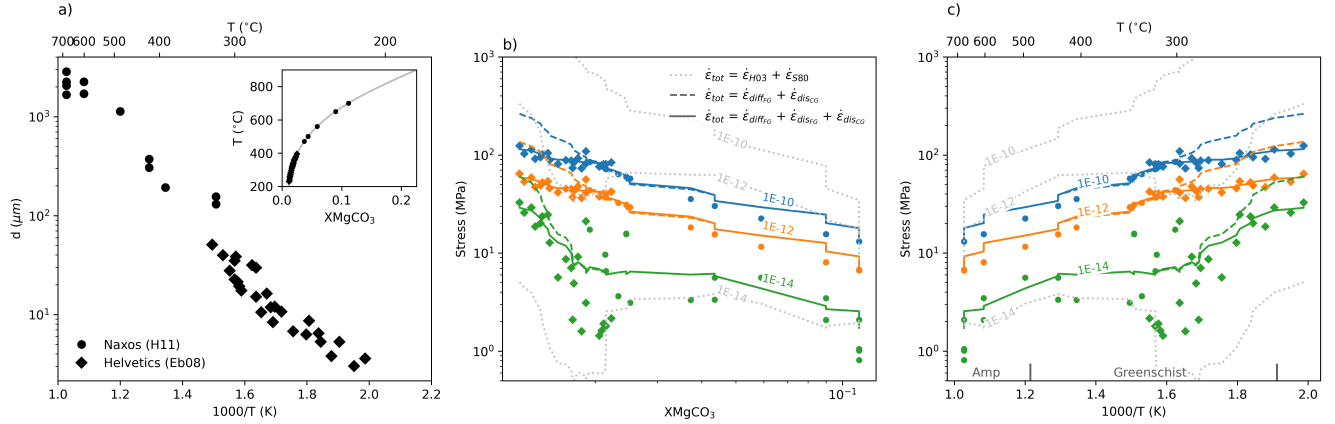 a)
T (°C)
700 600 500 400 300 200
10³
10²
10¹
d (μm)
1.0 1.2 1.4 1.6 1.8 2.0 2.2
1000/T (K)
Naxos (H11)
Helvetics (Eb08)
800
600
400
200
T (°C)
0.0 0.1 0.2
XMgCO₃
b)
10³
10²
10¹
10⁰
Stress (MPa)
ε̇tot = ε̇H03 + ε̇S80
ε̇tot = ε̇diffFG + ε̇disCG
ε̇tot = ε̇diffFG + ε̇disFG + ε̇disCG
1E-10
1E-12
1E-10
1E-12
1E-14
1E-14
10⁻¹
XMgCO₃
c)
T (°C)
700 600 500 400 300
10³
10²
10¹
10⁰
Stress (MPa)
1E-10
1E-10
1E-12
1E-12
1E-14
1E-14
Amp
Greenschist
1.0 1.2 1.4 1.6 1.8 2.0
1000/T (K)